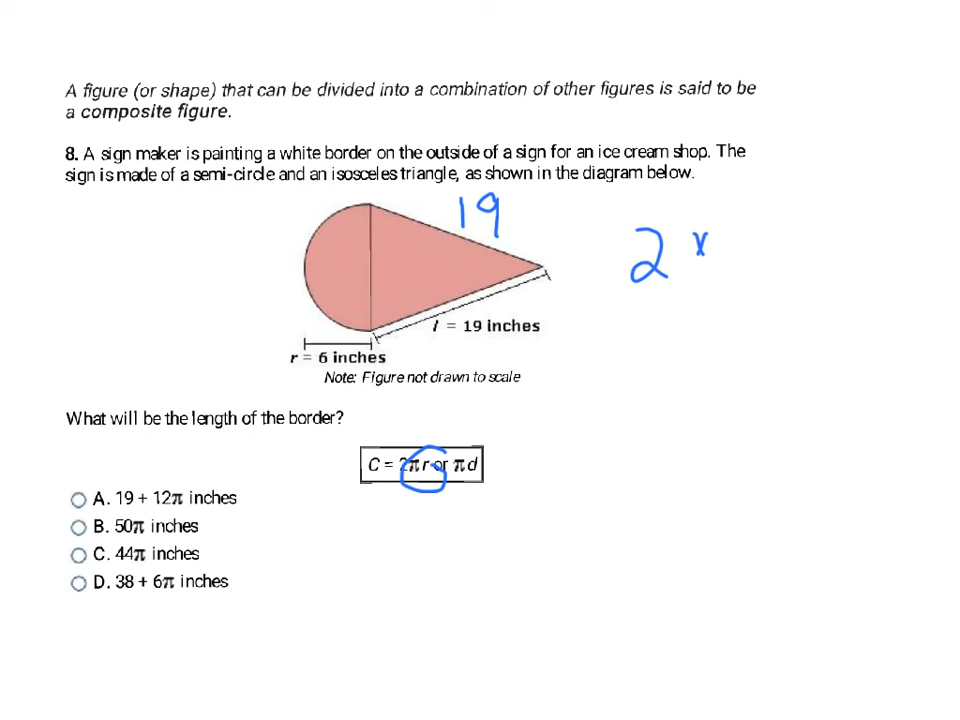 A figure (or shape) that can be divided into a combination of other figures is said to be
a composite figure.
8. A sign maker is painting a white border on the outside of a sign for an ice cream shop. The
sign is made of a semi-circle and an isosceles triangle, as shown in the diagram below.
19
2 x
l = 19 inches
r = 6 inches
Note: Figure not drawn to scale
What will be the length of the border?
C = 2πr or πd
A. 19 + 12π inches
B. 50π inches
C. 44π inches
D. 38 + 6π inches